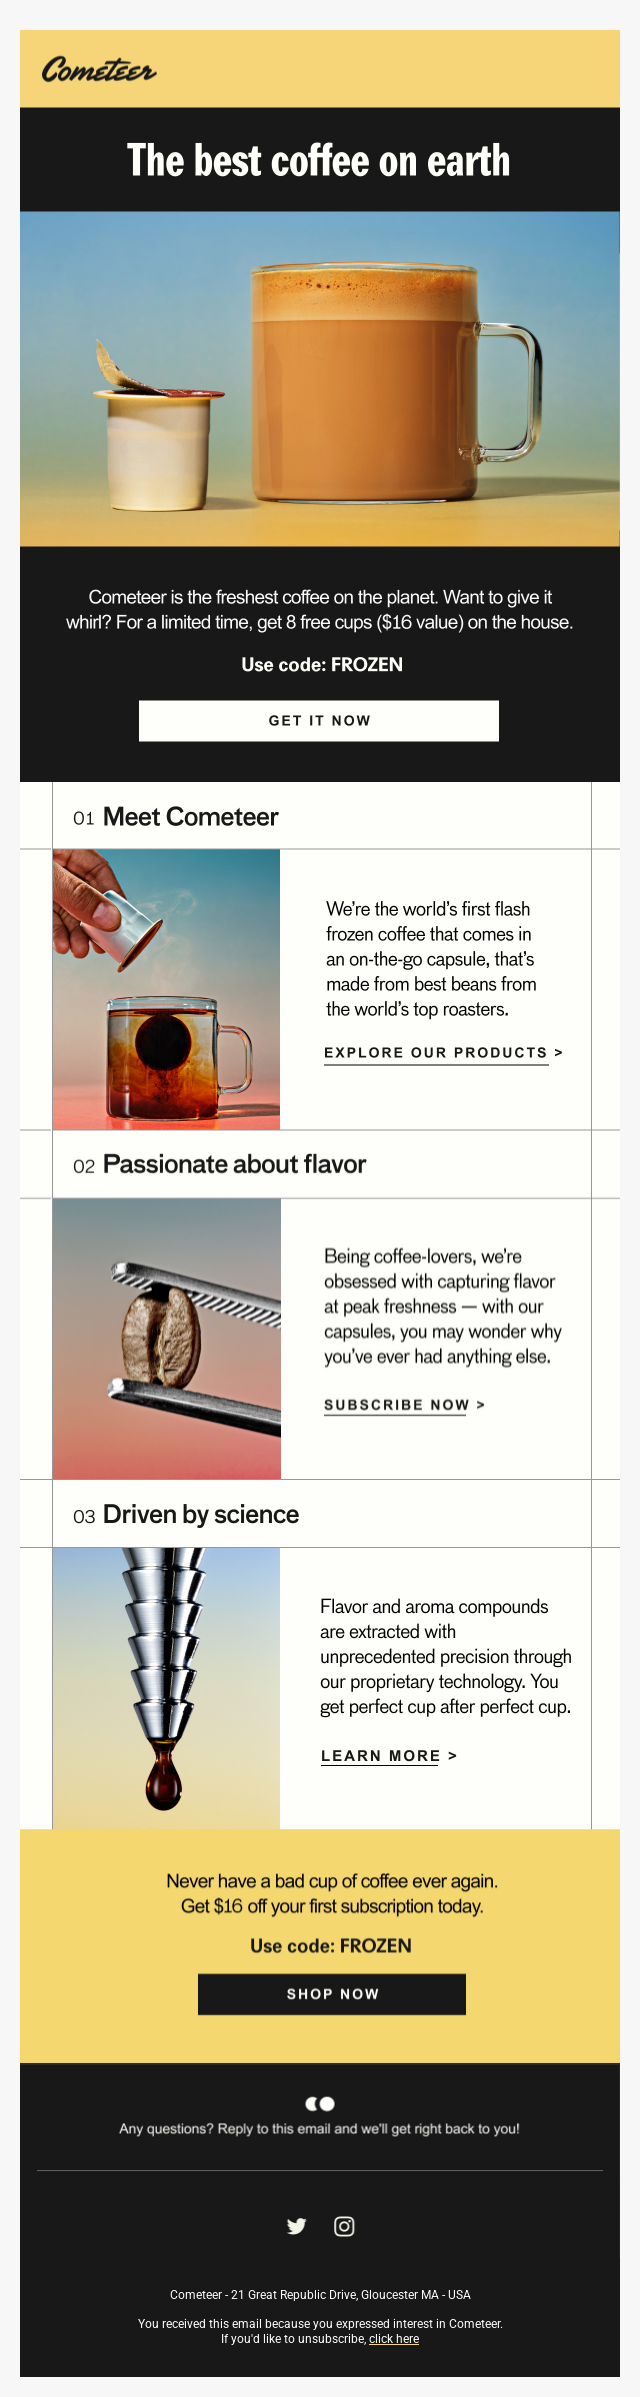 Cometeer
The best coffee on earth
Cometeer is the freshest coffee on the planet. Want to give it
whirl? For a limited time, get 8 free cups ($16 value) on the house.
Use code: FROZEN
GET IT NOW
01 Meet Cometeer
We’re the world’s first flash
frozen coffee that comes in
an on-the-go capsule, that’s
made from best beans from
the world’s top roasters.
EXPLORE OUR PRODUCTS >
02 Passionate about flavor
Being coffee-lovers, we’re
obsessed with capturing flavor
at peak freshness — with our
capsules, you may wonder why
you’ve ever had anything else.
SUBSCRIBE NOW >
03 Driven by science
Flavor and aroma compounds
are extracted with
unprecedented precision through
our proprietary technology. You
get perfect cup after perfect cup.
LEARN MORE >
Never have a bad cup of coffee ever again.
Get $16 off your first subscription today.
Use code: FROZEN
SHOP NOW
Any questions? Reply to this email and we'll get right back to you!
Cometeer - 21 Great Republic Drive, Gloucester MA - USA
You received this email because you expressed interest in Cometeer.
If you'd like to unsubscribe, click here